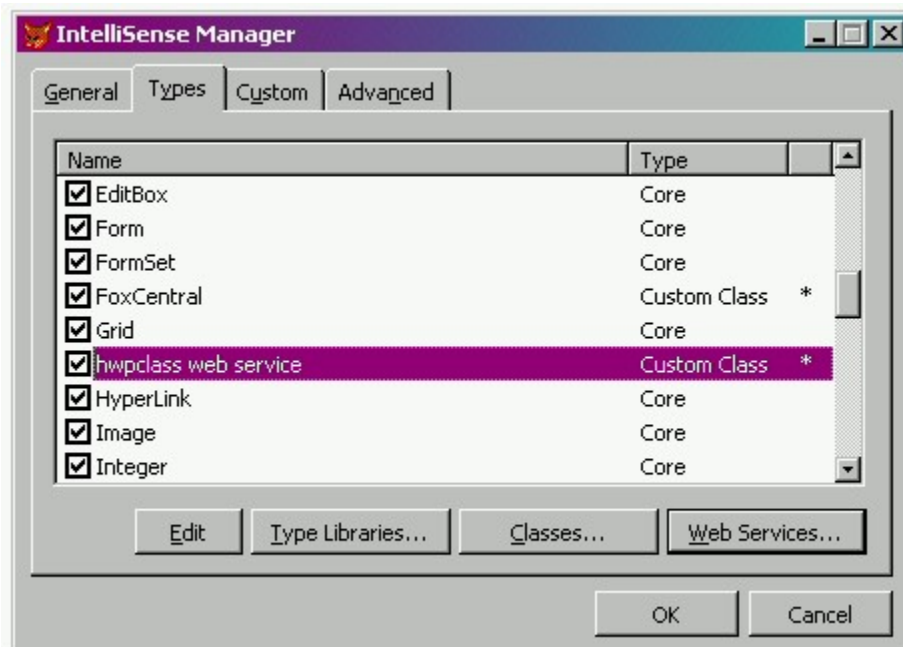 IntelliSense Manager
General Types Custom Advanced
Name Type
EditBox Core
Form Core
FormSet Core
FoxCentral Custom Class *
Grid Core
hwpclass web service Custom Class *
HyperLink Core
Image Core
Integer Core
Edit Type Libraries... Classes... Web Services...
OK Cancel